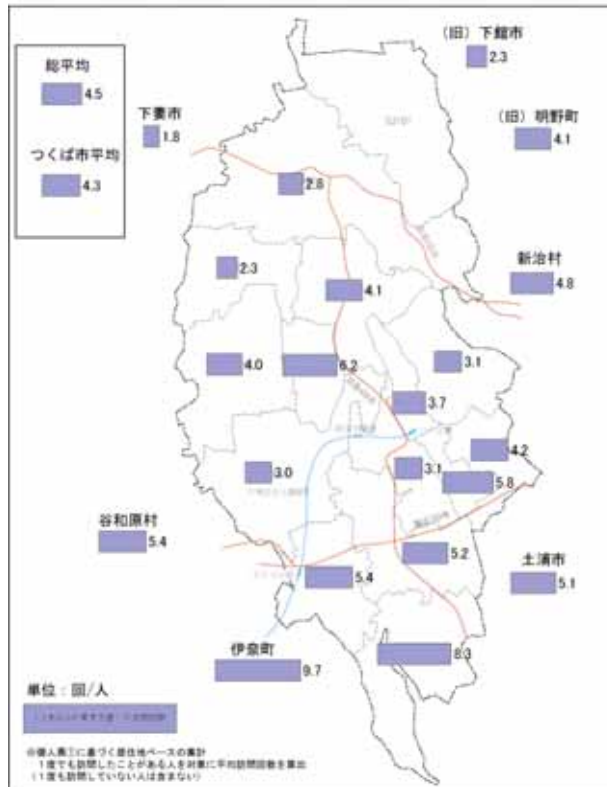 (旧)下館市
2.3
総平均
4.5
下妻市
1.8
(旧)明野町
4.1
つくば市平均
4.3
2.8
新治村
4.8
2.3
4.1
4.0
6.2
3.1
3.7
4.2
3.0
3.1
5.8
谷和原村
5.4
5.2
土浦市
5.1
5.4
伊奈町
9.7
8.3
単位:回/人
※個人票①に基づく居住地ベースの集計
1度でも訪問したことがある人を対象に平均訪問回数を算出
(1度も訪問していない人は含まない)